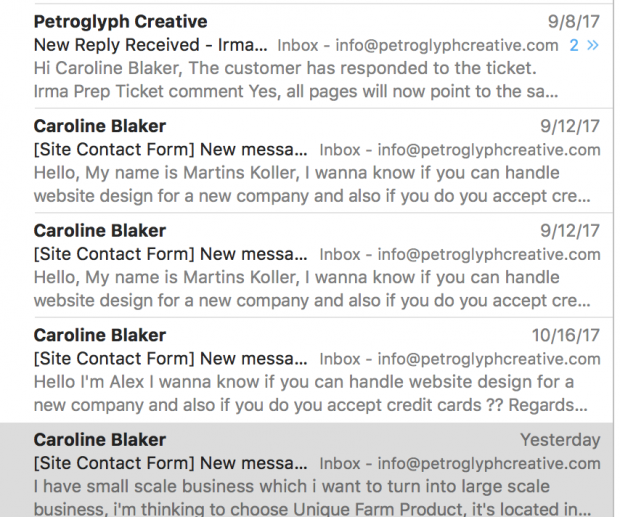 Petroglyph Creative 9/8/17
New Reply Received - Irma... Inbox - info@petroglyphcreative.com 2 »
Hi Caroline Blaker, The customer has responded to the ticket.
Irma Prep Ticket comment Yes, all pages will now point to the sa...
Caroline Blaker 9/12/17
[Site Contact Form] New messa... Inbox - info@petroglyphcreative.com
Hello, My name is Martins Koller, I wanna know if you can handle
website design for a new company and also if you do you accept cre...
Caroline Blaker 9/12/17
[Site Contact Form] New messa... Inbox - info@petroglyphcreative.com
Hello, My name is Martins Koller, I wanna know if you can handle
website design for a new company and also if you do you accept cre...
Caroline Blaker 10/16/17
[Site Contact Form] New messa... Inbox - info@petroglyphcreative.com
Hello I'm Alex I wanna know if you can handle website design for a
new company and also if you do you accept credit cards ?? Regards...
Caroline Blaker Yesterday
[Site Contact Form] New messa... Inbox - info@petroglyphcreative.com
I have small scale business which i want to turn into large scale
business, i'm thinking to choose Unique Farm Product, it's located in...